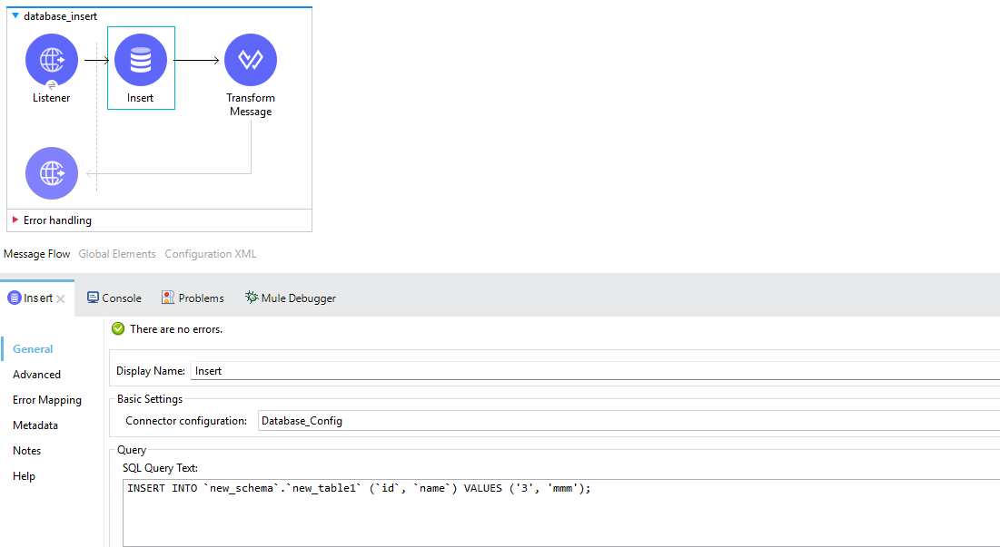 database_insert
Listener
Insert
Transform
Message
Error handling
Message Flow Global Elements Configuration XML
Insert Console Problems Mule Debugger
There are no errors.
General
Advanced
Error Mapping
Metadata
Notes
Help
Display Name: Insert
Basic Settings
Connector configuration: Database_Config
Query
SQL Query Text:
INSERT INTO `new_schema`.`new_table1` (`id`, `name`) VALUES ('3', 'mmm');